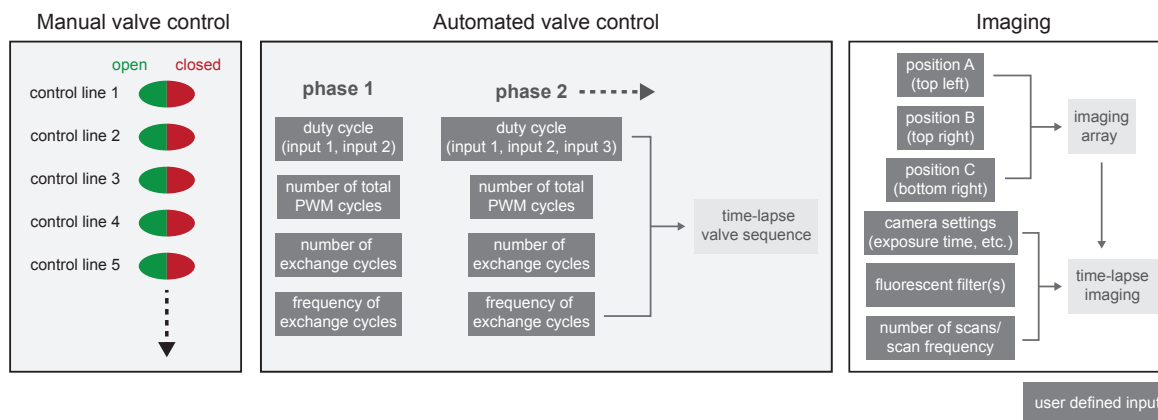 Manual valve control
open closed
control line 1
control line 2
control line 3
control line 4
control line 5
Automated valve control
phase 1
phase 2
duty cycle
(input 1, input 2)
duty cycle
(input 1, input 2, input 3)
number of total
PWM cycles
number of total
PWM cycles
number of
exchange cycles
number of
exchange cycles
frequency of
exchange cycles
frequency of
exchange cycles
time-lapse
valve sequence
Imaging
position A
(top left)
position B
(top right)
position C
(bottom right)
imaging
array
camera settings
(exposure time, etc.)
fluorescent filter(s)
number of scans/
scan frequency
time-lapse
imaging
user defined input